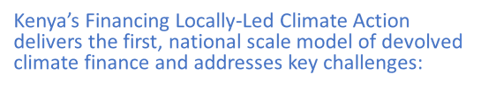 Kenya's Financing Locally-Led Climate Action
delivers the first, national scale model of devolved
climate finance and addresses key challenges: